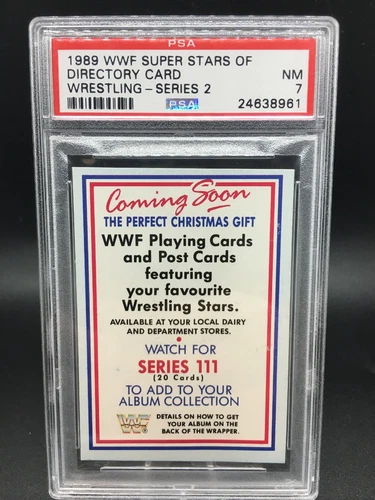 PSA
1989 WWF SUPER STARS OF
DIRECTORY CARD NM
WRESTLING - SERIES 2 7
PSA 24638961
Coming Soon
THE PERFECT CHRISTMAS GIFT
WWF Playing Cards
and Post Cards
featuring
your favourite
Wrestling Stars.
AVAILABLE AT YOUR LOCAL DAIRY
AND DEPARTMENT STORES.
•
WATCH FOR
SERIES 111
(20 Cards)
TO ADD TO YOUR
ALBUM COLLECTION
WF DETAILS ON HOW TO GET
YOUR ALBUM ON THE
BACK OF THE WRAPPER.